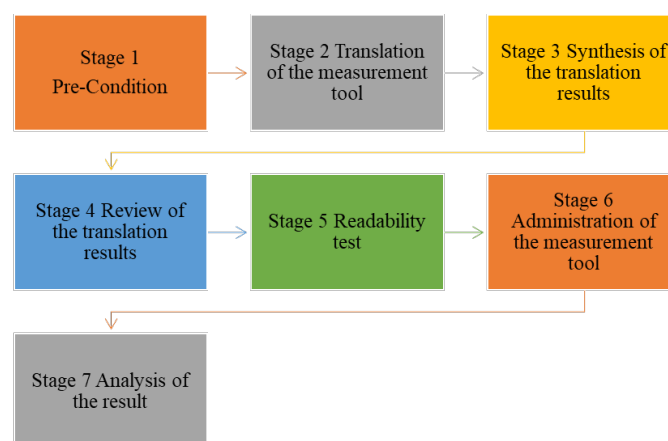 Stage 1
Pre-Condition
Stage 2 Translation
of the measurement
tool
Stage 3 Synthesis of
the translation
results
Stage 4 Review of
the translation
results
Stage 5 Readability
test
Stage 6
Administration of
the measurement
tool
Stage 7 Analysis of
the result